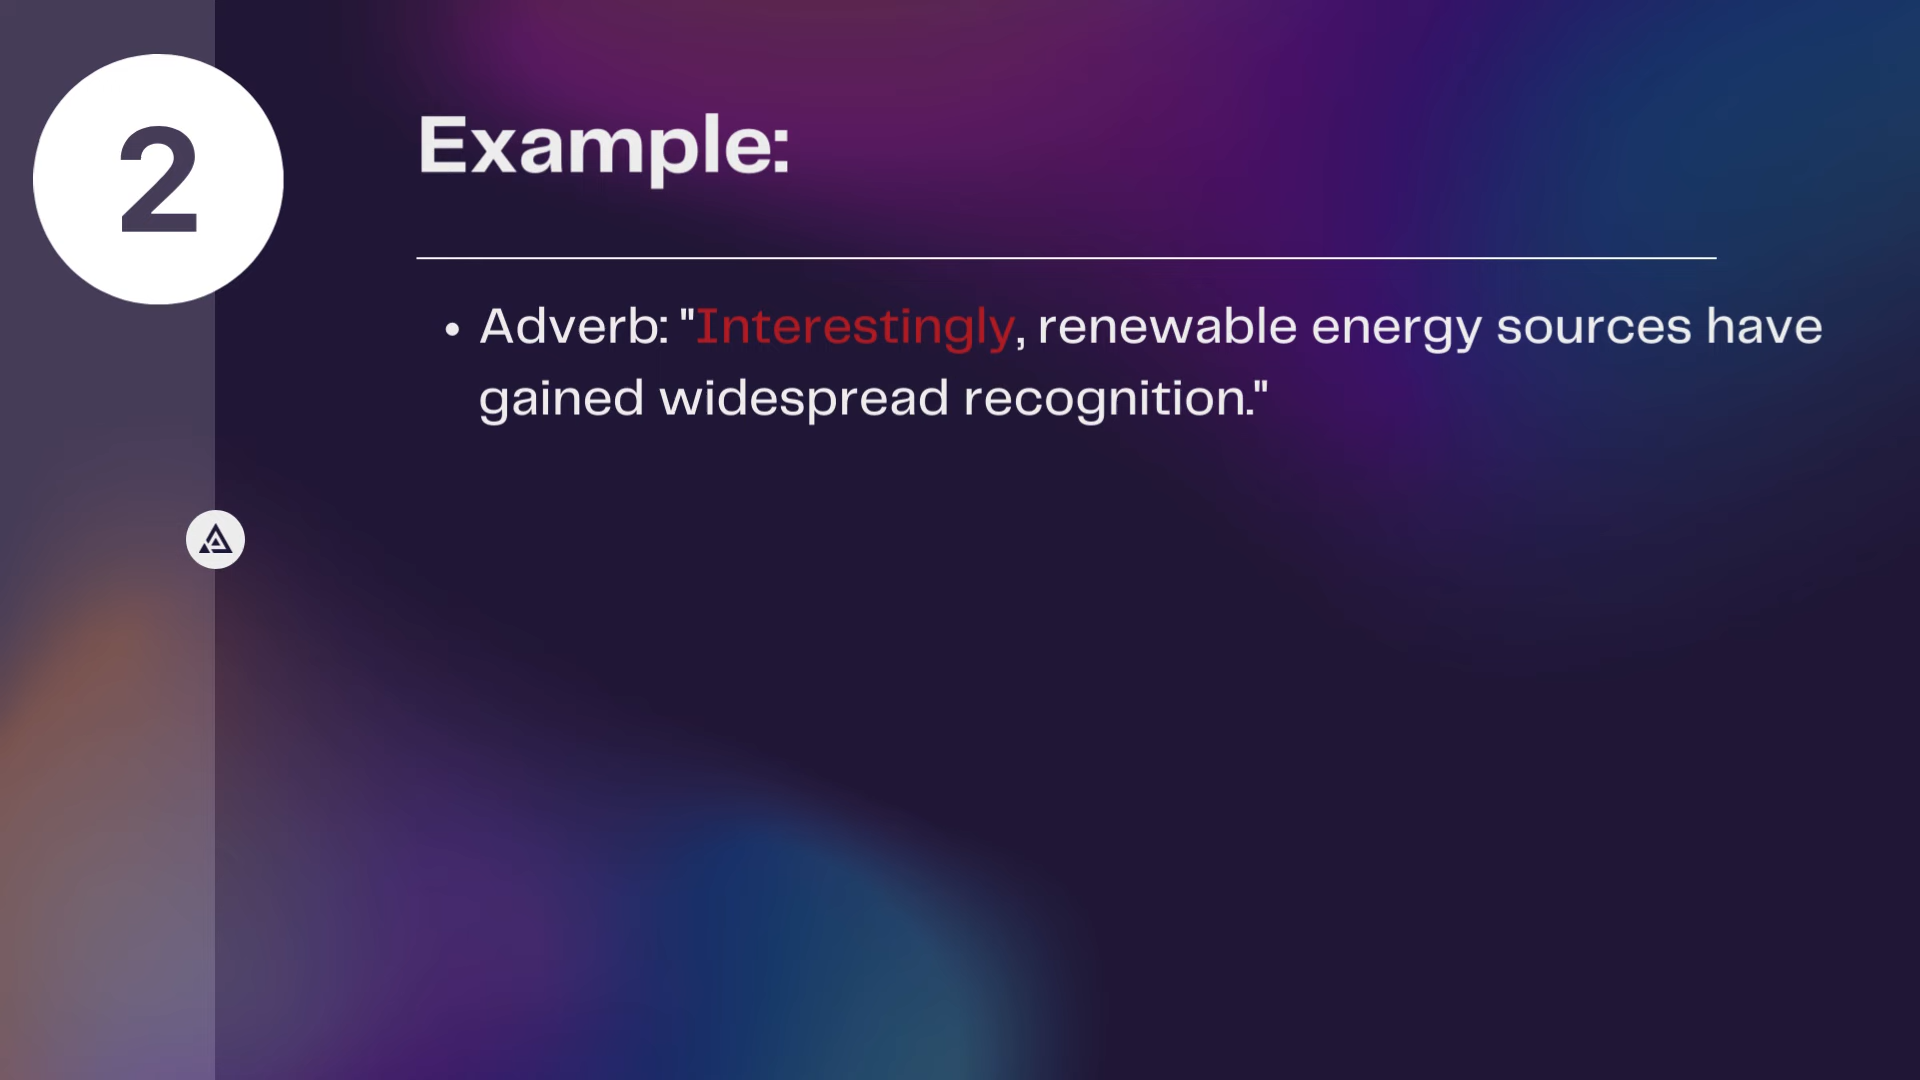 2
Example:
• Adverb: "Interestingly, renewable energy sources have
gained widespread recognition."